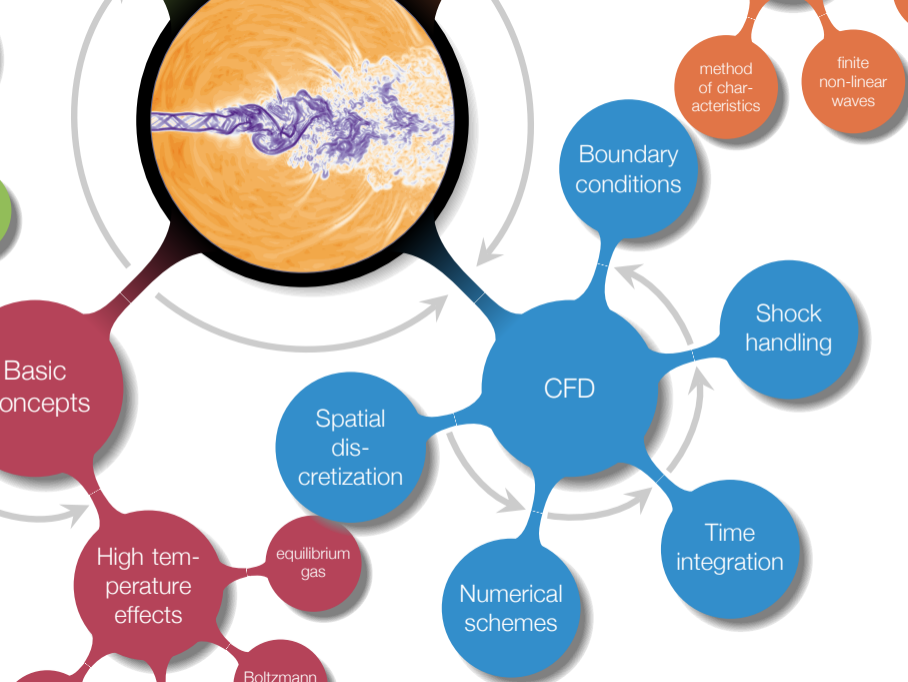 method
of char-
acteristics
finite
non-linear
waves
Boundary
conditions
Shock
handling
CFD
Basic
oncepts
Spatial
dis-
cretization
Time
integration
High tem-
perature
effects
equilibrium
gas
Numerical
schemes
Boltzmann